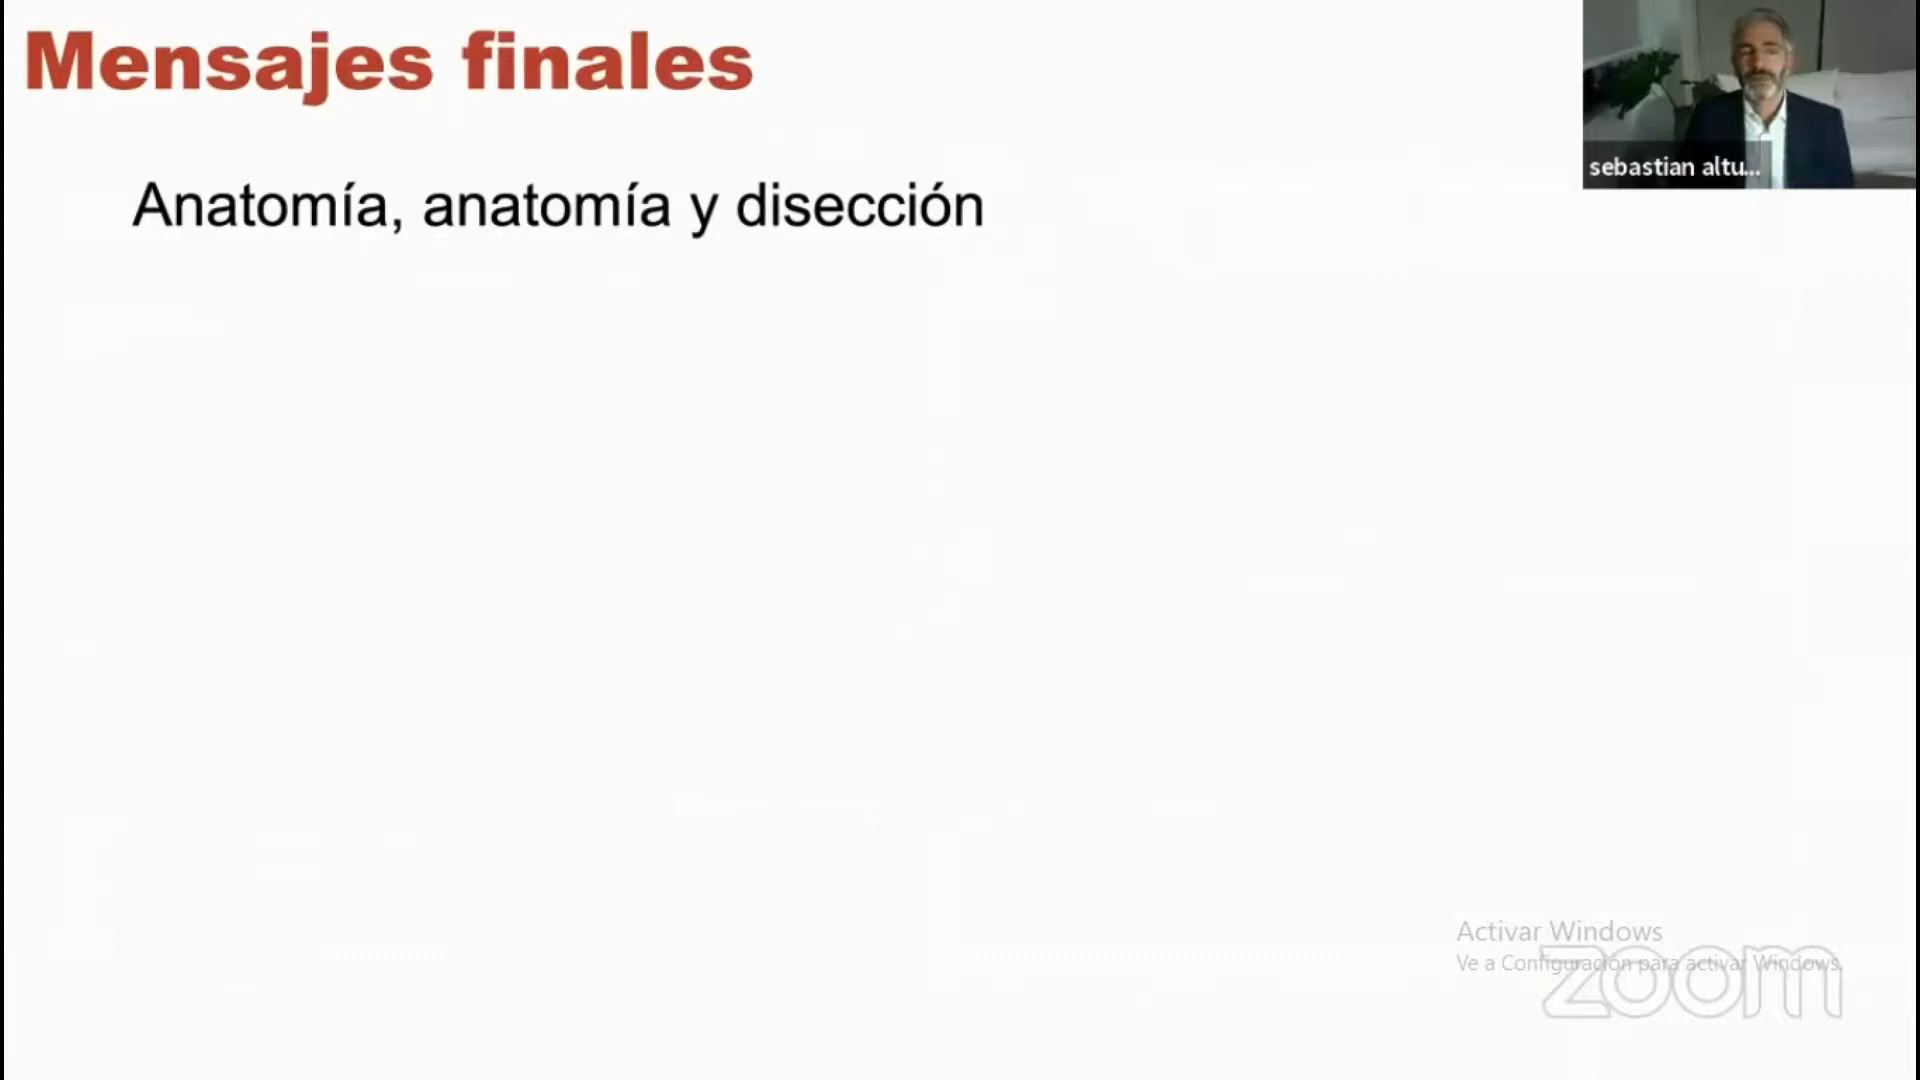 Mensajes finales
sebastian altu...
Anatomía, anatomía y disección
Activar Windows
Ve a Configuración para activar Windows.
zoom